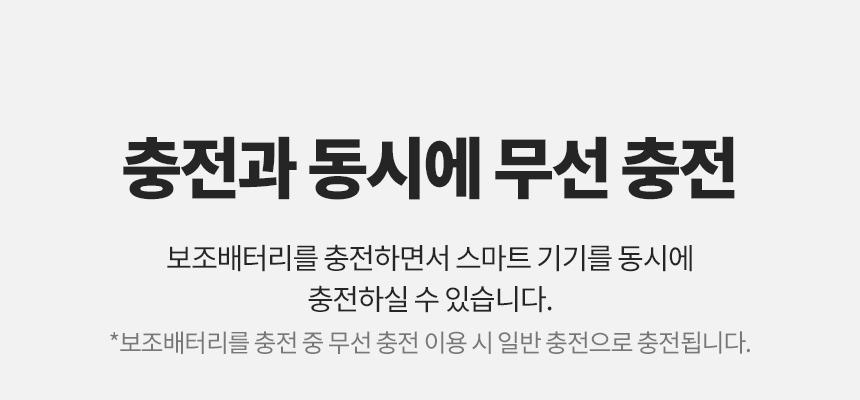 충전과 동시에 무선 충전
보조배터리를 충전하면서 스마트 기기를 동시에
충전하실 수 있습니다.
*보조배터리를 충전 중 무선 충전 이용 시 일반 충전으로 충전됩니다.